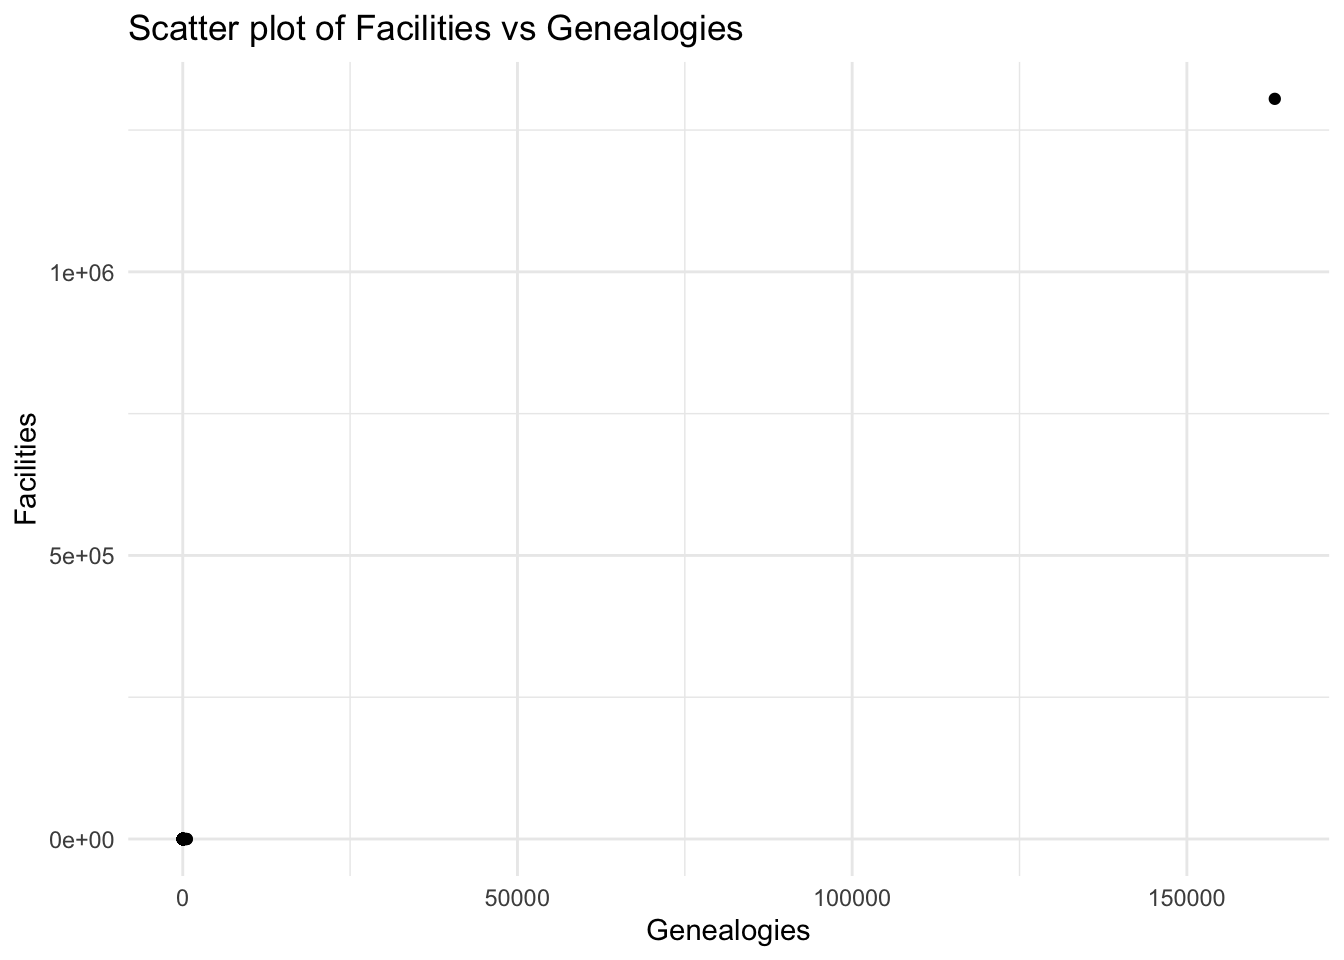 Scatter plot of Facilities vs Genealogies
1e+06
5e+05
0e+00
Facilities
0 50000 100000 150000
Genealogies